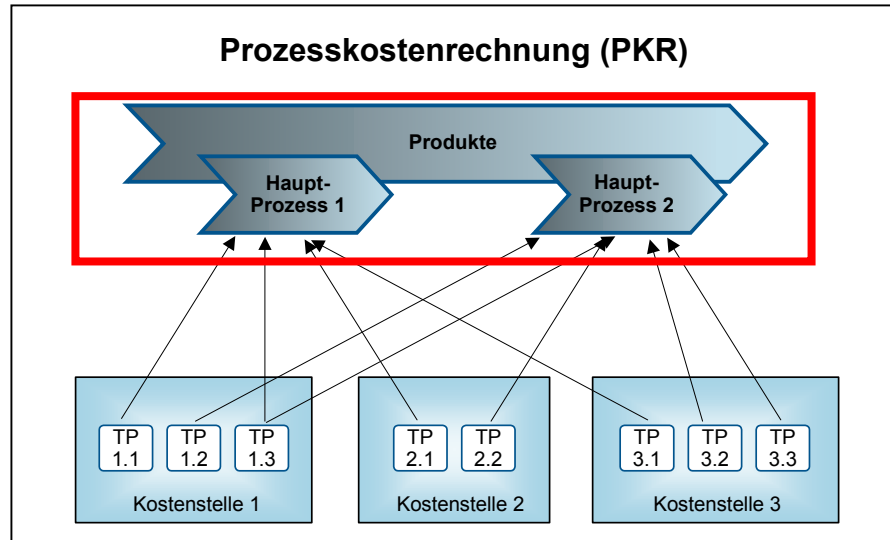 Prozesskostenrechnung (PKR)
Produkte
Haupt-
Prozess 1
Haupt-
Prozess 2
TP
1.1
TP
1.2
TP
1.3
Kostenstelle 1
TP
2.1
TP
2.2
Kostenstelle 2
TP
3.1
TP
3.2
TP
3.3
Kostenstelle 3